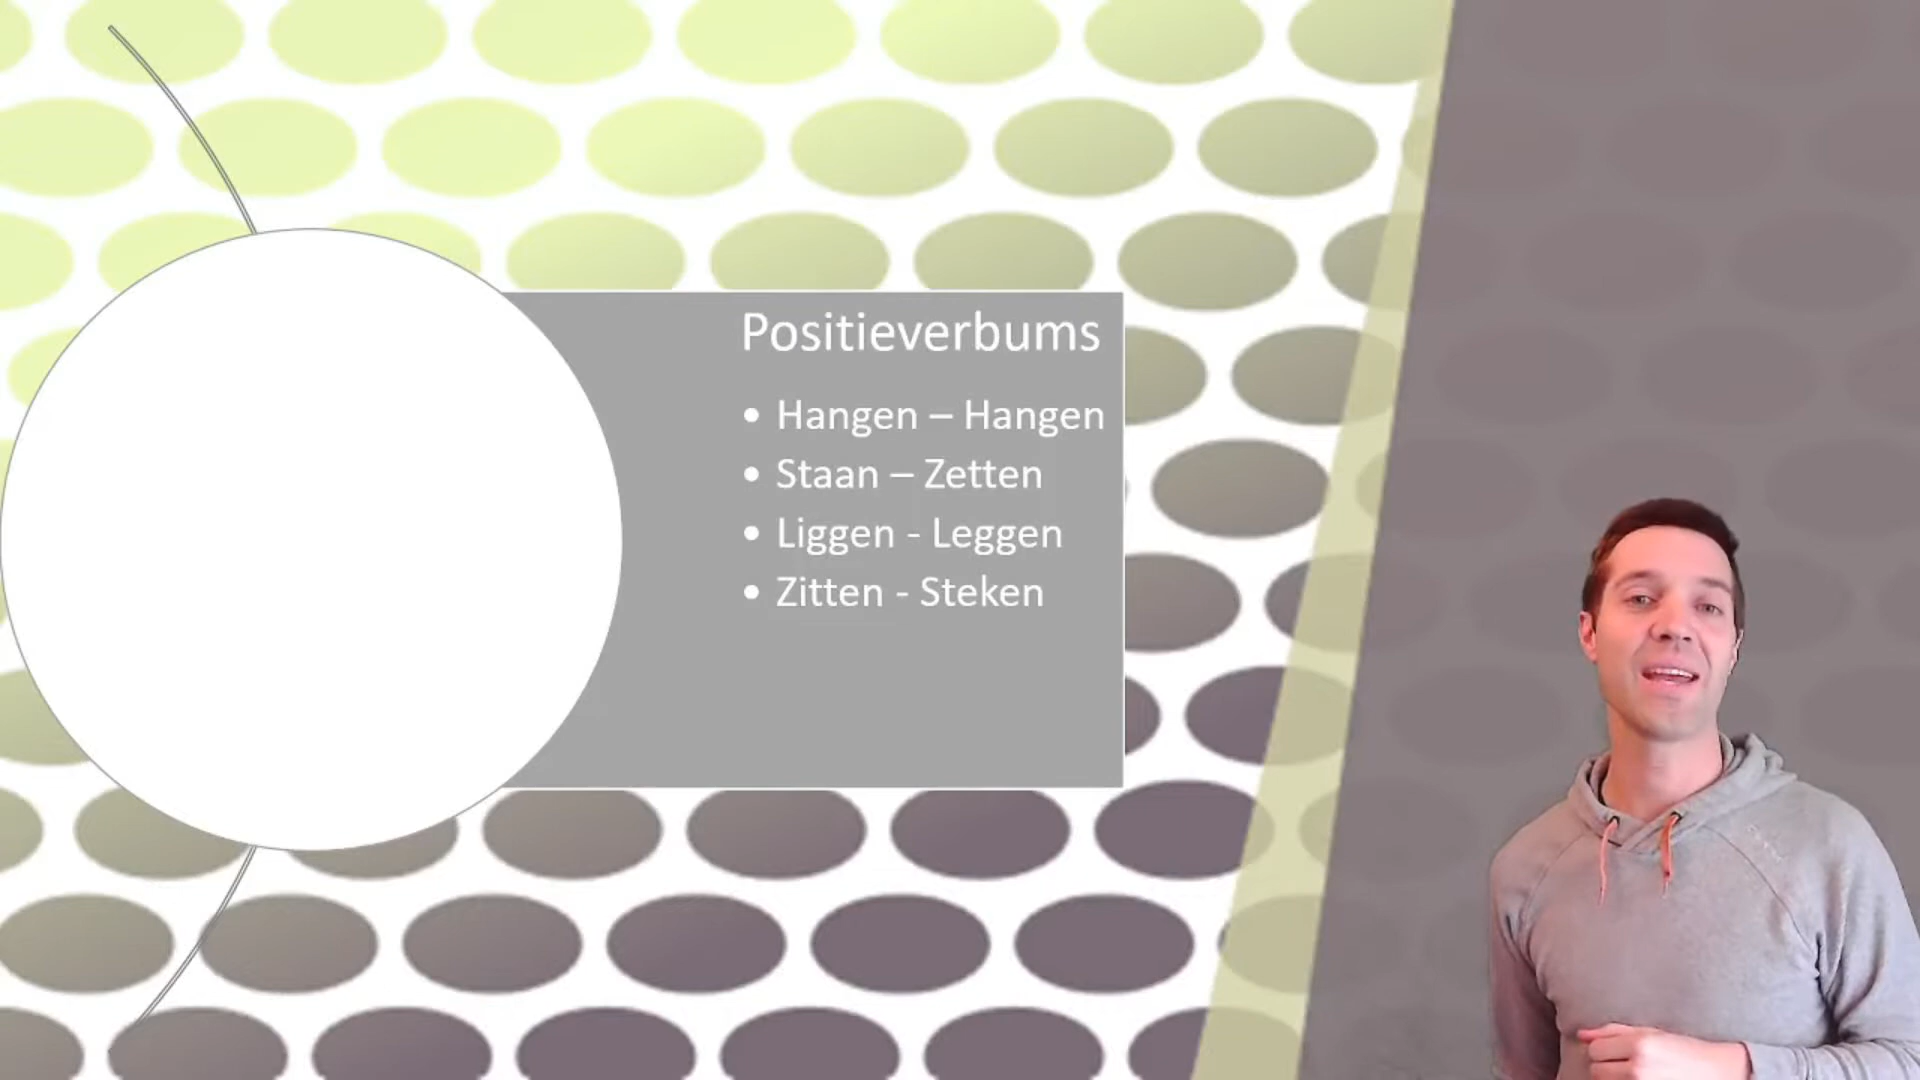 Positieverbums
• Hangen – Hangen
• Staan – Zetten
• Liggen - Leggen
• Zitten - Steken